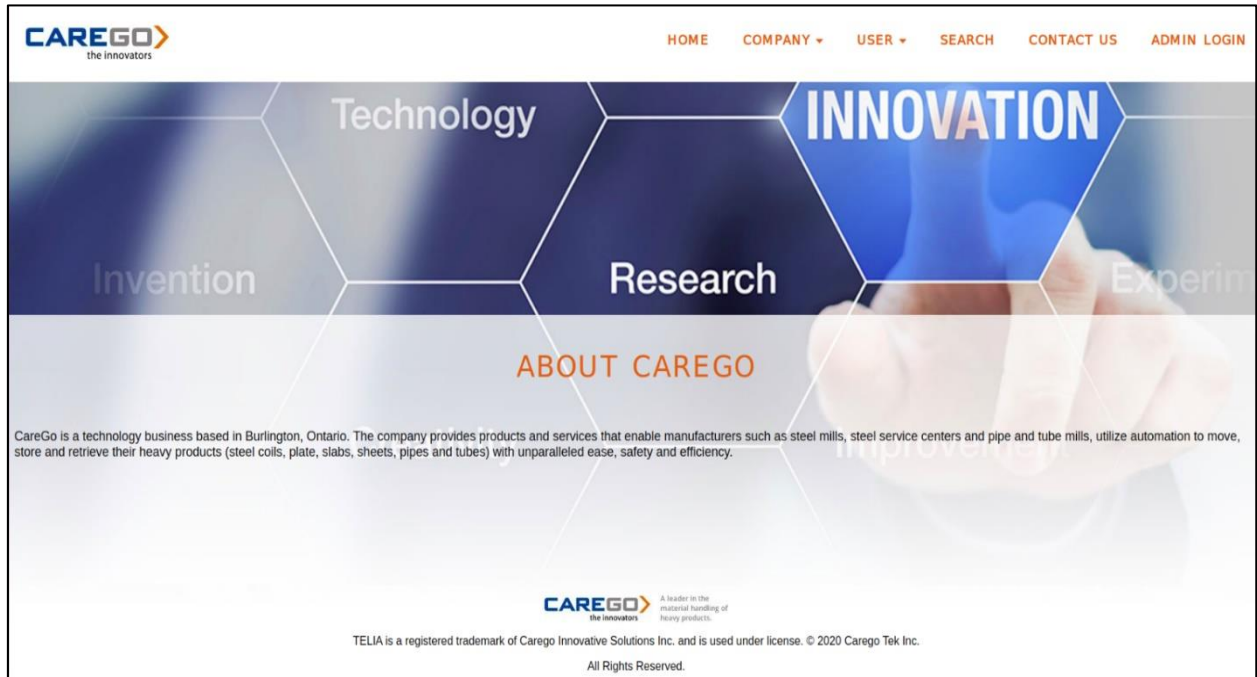 CAREGO
the innovators
HOME COMPANY USER SEARCH CONTACT US ADMIN LOGIN
Technology INNOVATION
Invention Research Experim
ABOUT CAREGO
CareGo is a technology business based in Burlington, Ontario. The company provides products and services that enable manufacturers such as steel mills, steel service centers and pipe and tube mills, utilize automation to move,
store and retrieve their heavy products (steel coils, plate, slabs, sheets, pipes and tubes) with unparalleled ease, safety and efficiency.
Improvement
CAREGO
the innovators
A leader in the
material handling of
heavy products.
TELIA is a registered trademark of Carego Innovative Solutions Inc. and is used under license. © 2020 Carego Tek Inc.
All Rights Reserved.